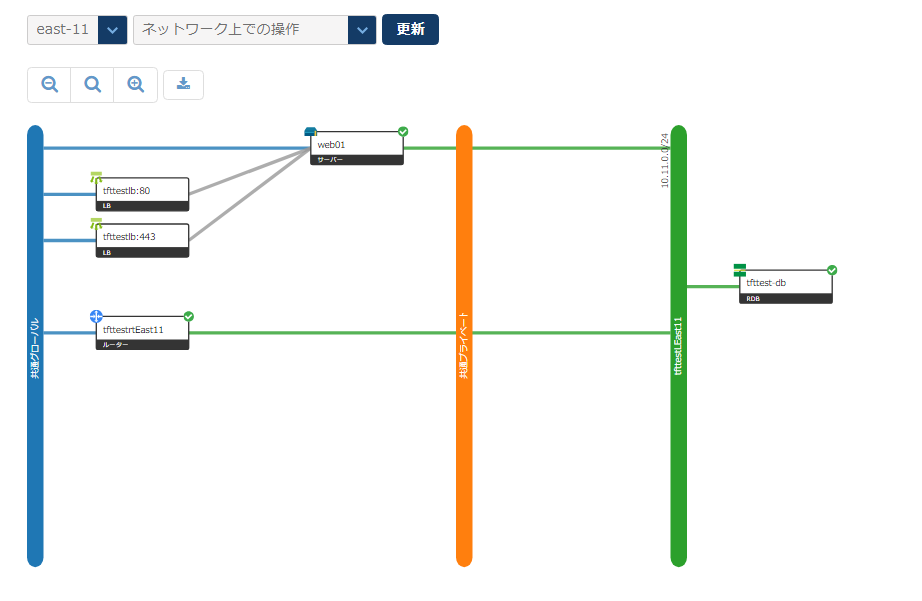 east-11
ネットワーク上での操作
更新
web01
サーバー
tfttestlb:80
LB
tfttestlb:443
LB
tfttestrtEast11
ルーター
tfttest-db
RDB
共通グローバル
共通プライベート
10.11.0.0/24
tfttestLEast11